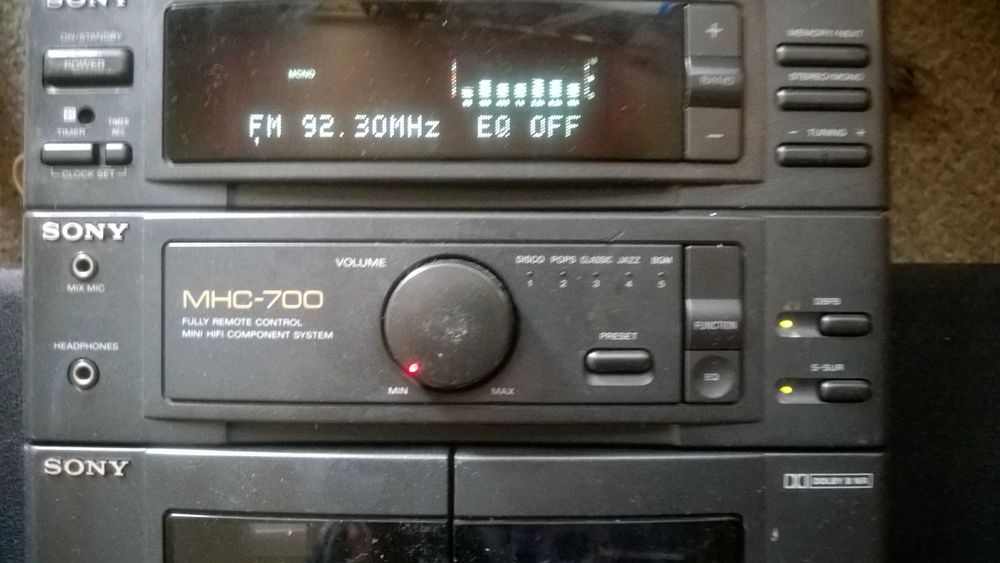 SONY
ON/STANDBY
POWER
TIMER
TIMER
REC
CLOCK SET
MONO
FM 92.30MHz EQ OFF
+
BAND
−
MEMORY/NEXT
STEREO/MONO
− TUNING +
SONY
MIX MIC
HEADPHONES
VOLUME
MIN
MAX
MHC-700
FULLY REMOTE CONTROL
MINI HIFI COMPONENT SYSTEM
DISCO POPS CLASSIC JAZZ BGM
1 2 3 4 5
PRESET
FUNCTION
EQ
DBFB
S-SUR
SONY
DOLBY B NR